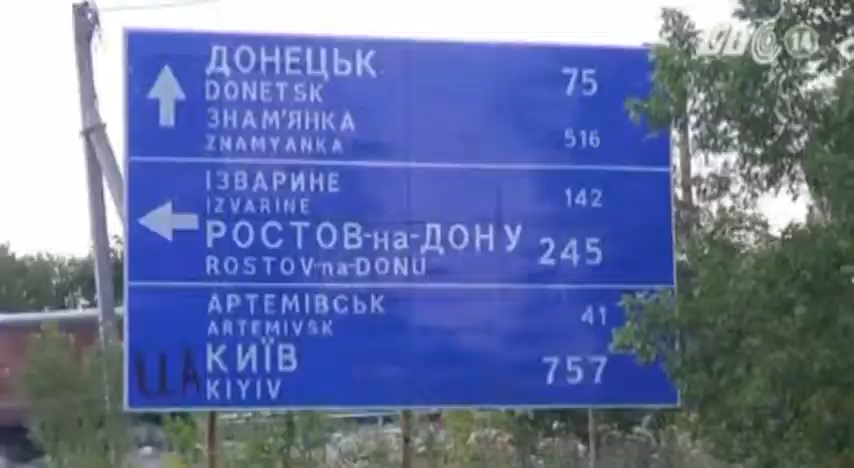 ДОНЕЦЬК 75
DONETSK
ЗНАМ'ЯНКА 516
ZNAMYANKA
ІЗВАРИНЕ 142
IZVARINE
РОСТОВ-на-ДОНУ 245
ROSTOV-na-DONU
АРТЕМІВСЬК 41
ARTEMIVSK
КИЇВ 757
KIYIV
14